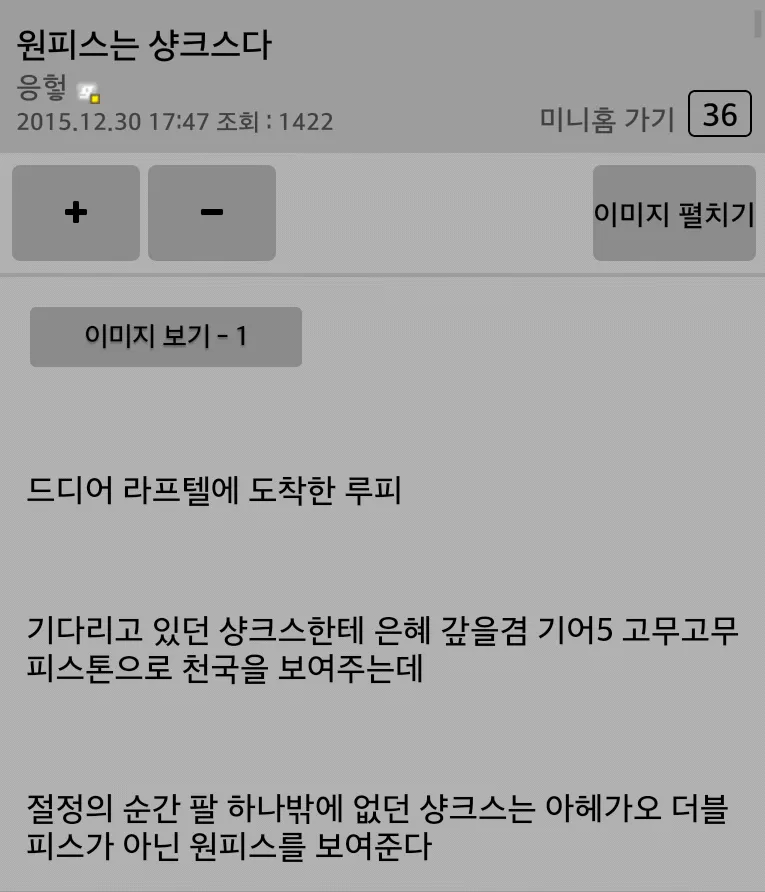 원피스는 샹크스다
응헣
2015.12.30 17:47 조회 : 1422
미니홈 가기 36
+ −
이미지 펼치기
이미지 보기 - 1
드디어 라프텔에 도착한 루피
기다리고 있던 샹크스한테 은혜 갚을겸 기어5 고무고무
피스톤으로 천국을 보여주는데
절정의 순간 팔 하나밖에 없던 샹크스는 아헤가오 더블
피스가 아닌 원피스를 보여준다